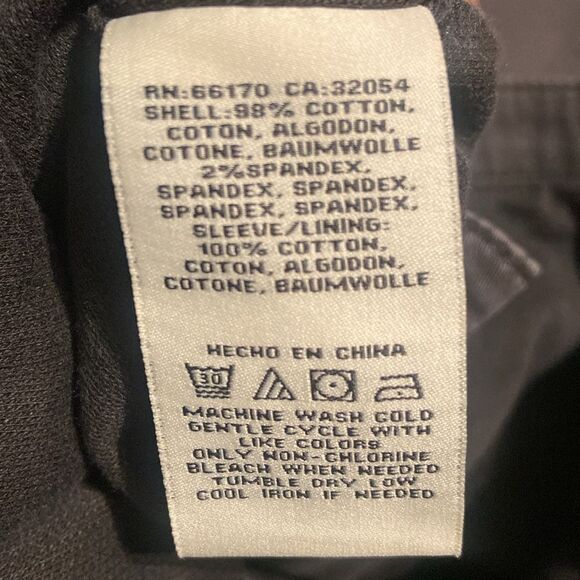 RN:66170 CA:32054
SHELL:98% COTTON,
COTON, ALGODON,
COTONE, BAUMWOLLE
2%SPANDEX,
SPANDEX, SPANDEX,
SPANDEX, SPANDEX,
SLEEVE/LINING:
100% COTTON,
COTON, ALGODON,
COTONE, BAUMWOLLE
HECHO EN CHINA
30
MACHINE WASH COLD
GENTLE CYCLE WITH
LIKE COLORS
ONLY NON-CHLORINE
BLEACH WHEN NEEDED
TUMBLE DRY LOW
COOL IRON IF NEEDED